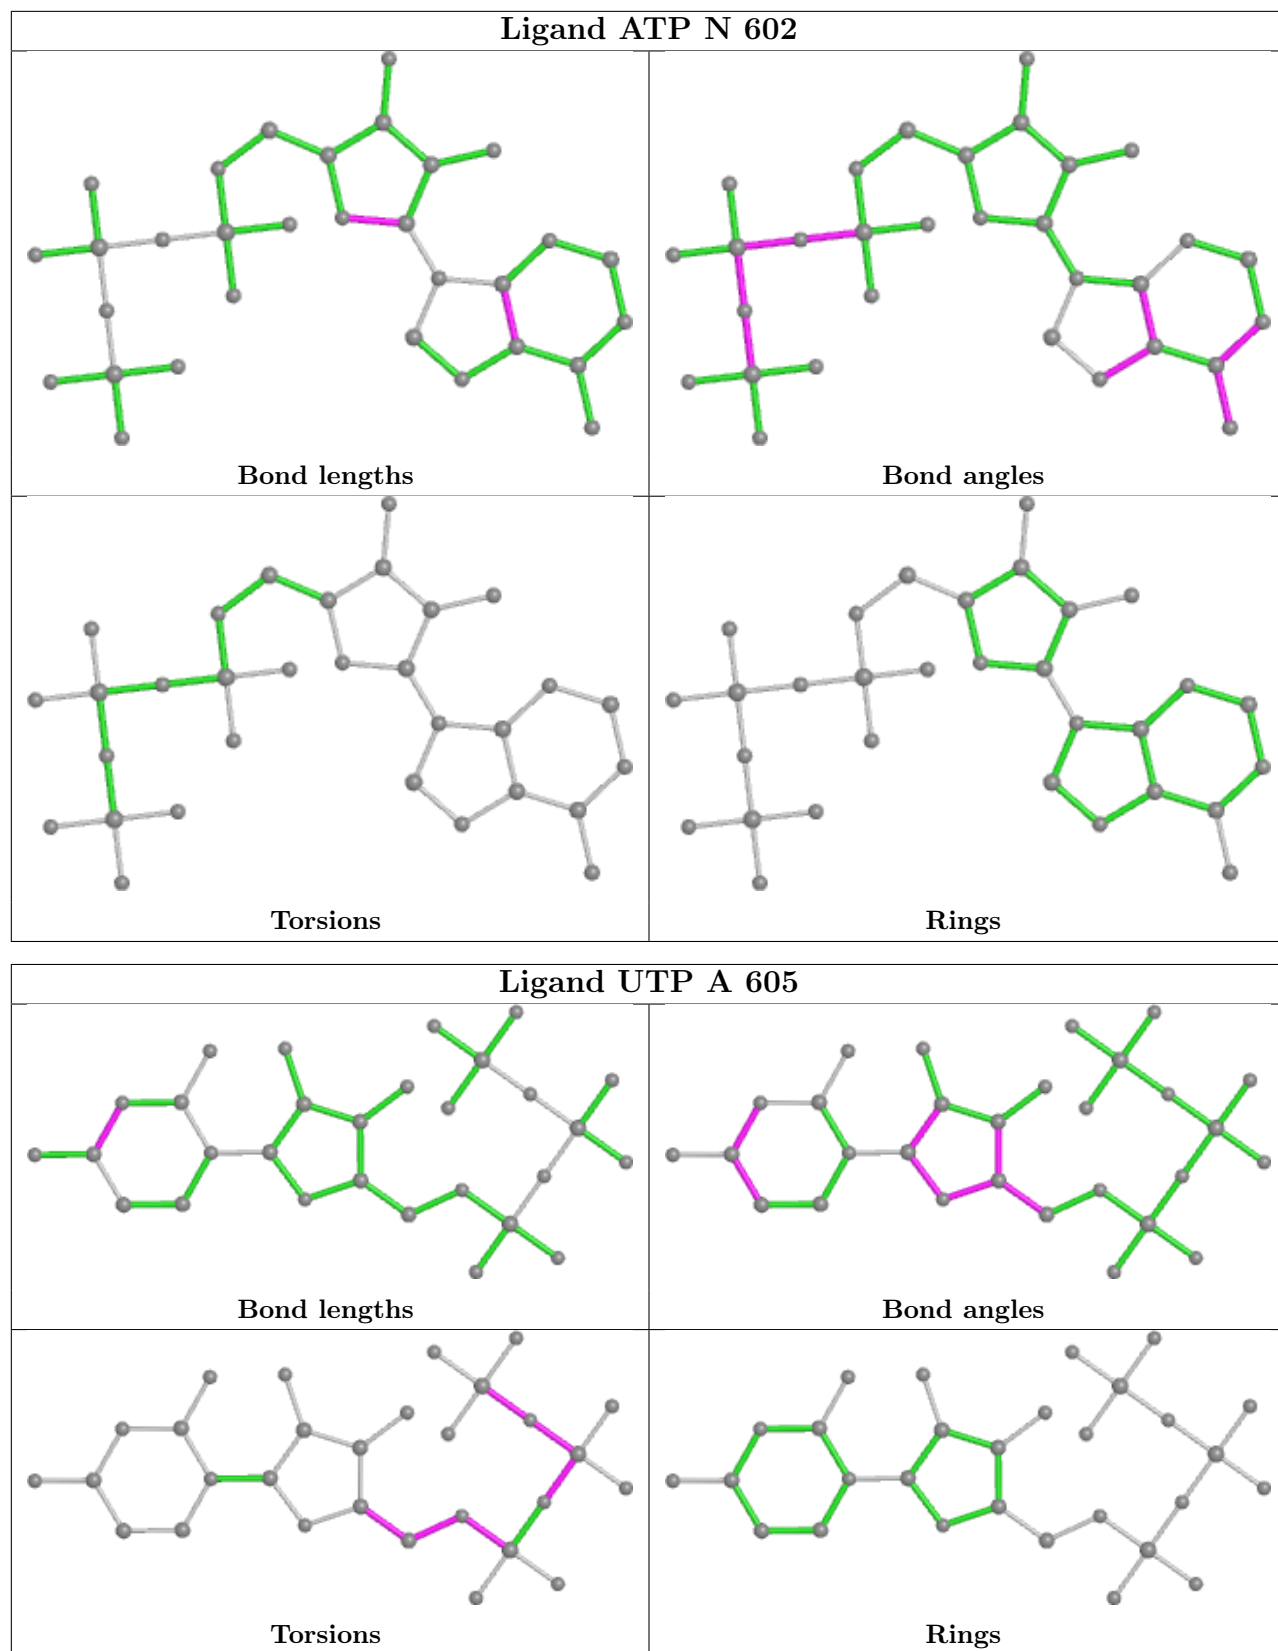 Ligand ATP N 602
Bond lengths
Bond angles
Torsions
Rings
Ligand UTP A 605
Bond lengths
Bond angles
Torsions
Rings